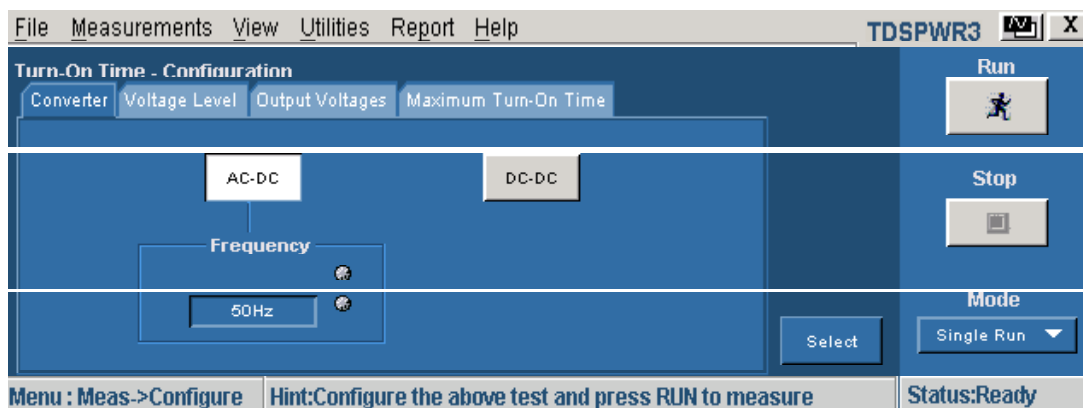 File Measurements View Utilities Report Help TDSPWR3 X
Turn-On Time - Configuration
Run
Converter Voltage Level Output Voltages Maximum Turn-On Time
AC-DC DC-DC
Stop
Frequency
50Hz
Mode
Select
Single Run
Menu : Meas->Configure Hint:Configure the above test and press RUN to measure Status:Ready